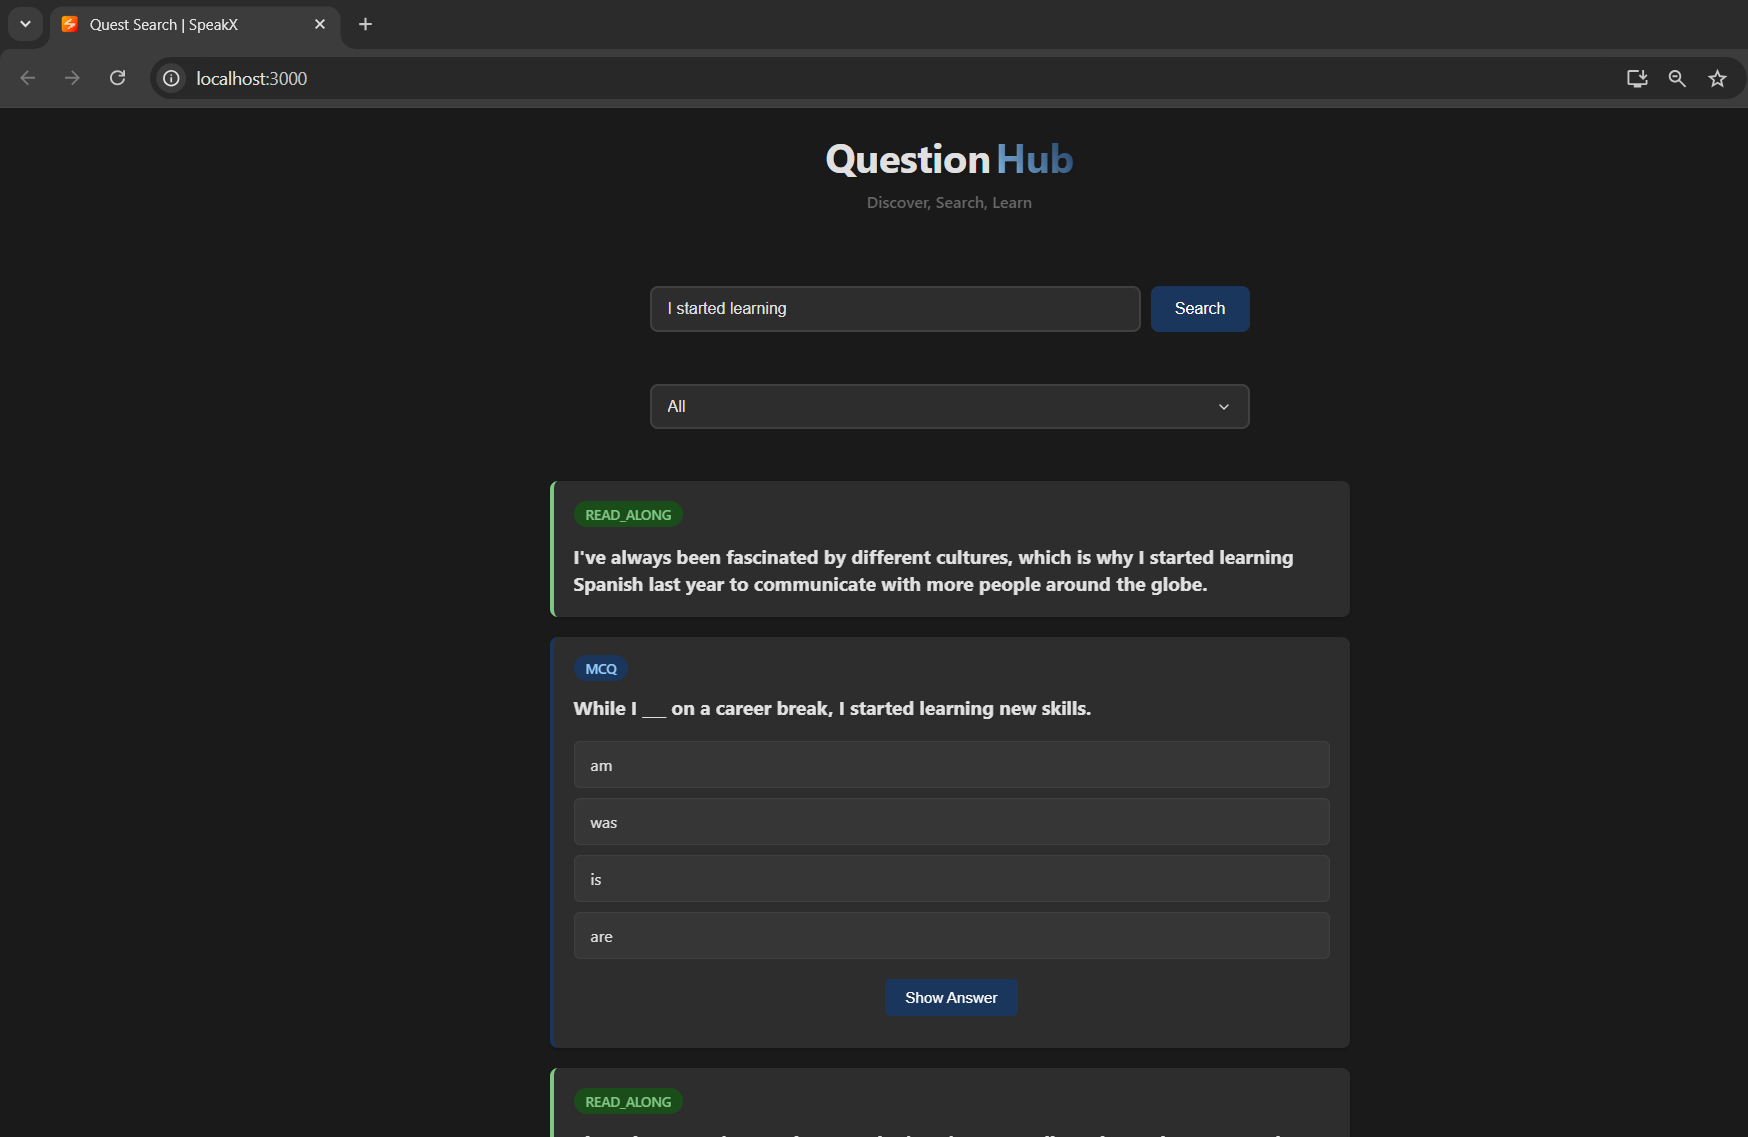 Quest Search | SpeakX
localhost:3000
Question Hub
Discover, Search, Learn
I started learning
Search
All
READ_ALONG
I've always been fascinated by different cultures, which is why I started learning
Spanish last year to communicate with more people around the globe.
MCQ
While I ___ on a career break, I started learning new skills.
am
was
is
are
Show Answer
READ_ALONG